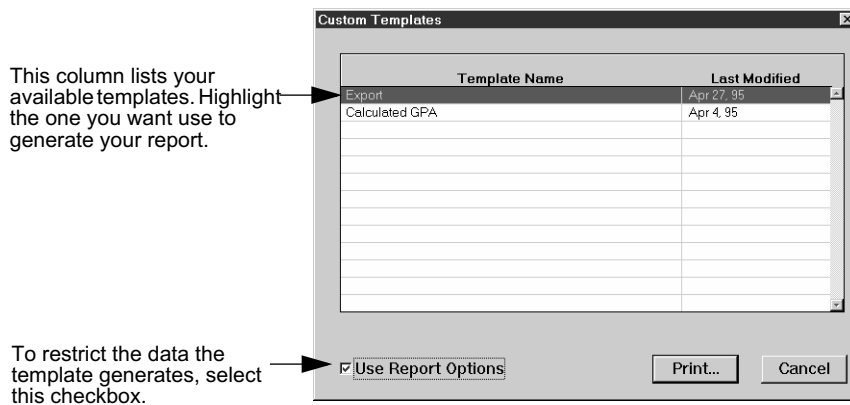 Custom Templates
Template Name Last Modified
This column lists your
available templates. Highlight
the one you want use to
generate your report.
Export Apr 27, 95
Calculated GPA Apr 4, 95
To restrict the data the
template generates, select
this checkbox.
Use Report Options Print... Cancel